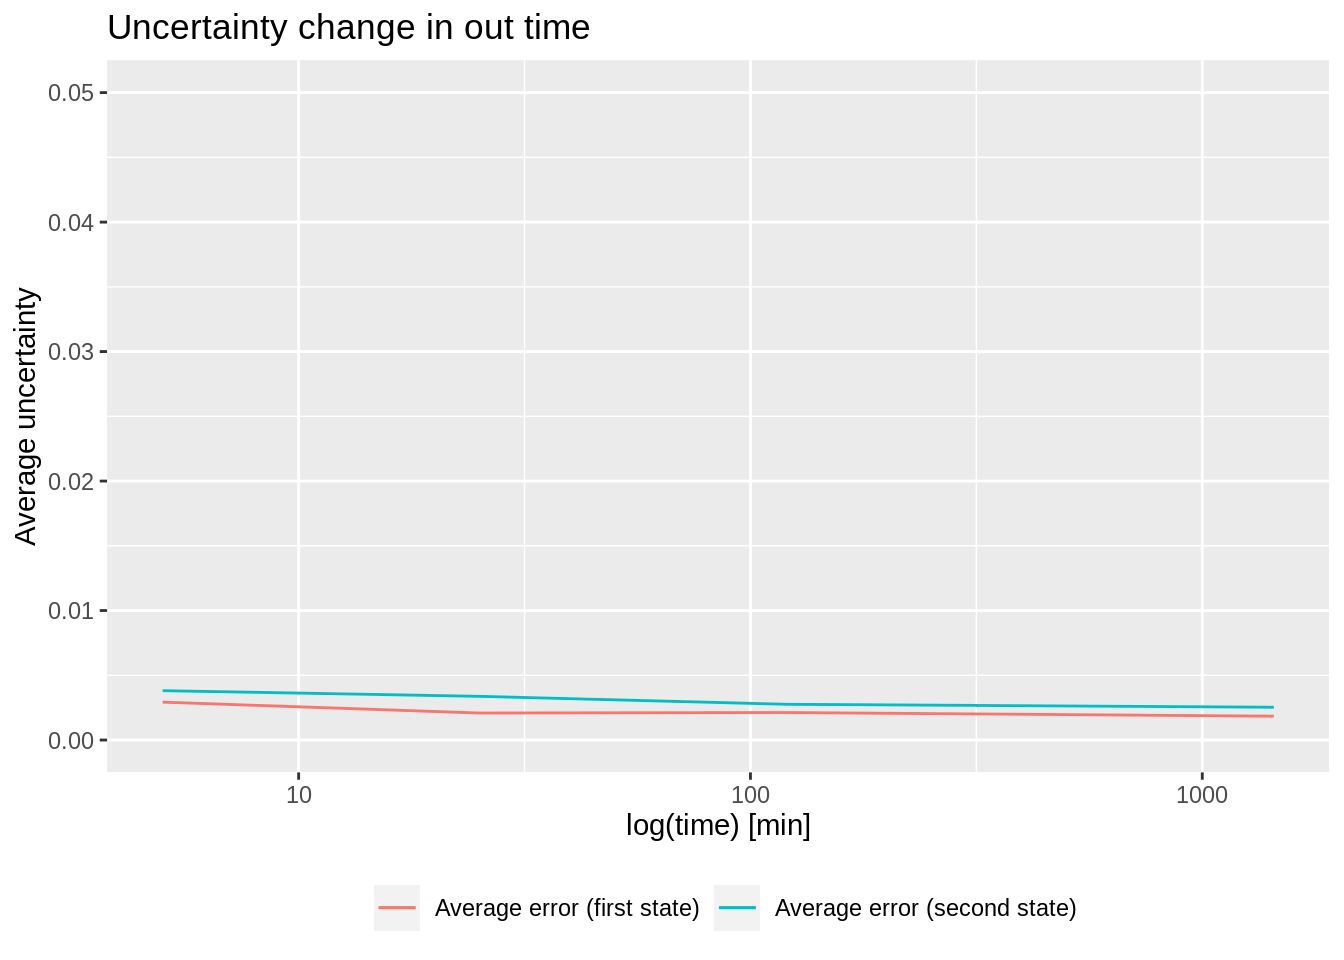 Uncertainty change in out time
Average uncertainty
0.05
0.04
0.03
0.02
0.01
0.00
10 100 1000
log(time) [min]
Average error (first state) Average error (second state)